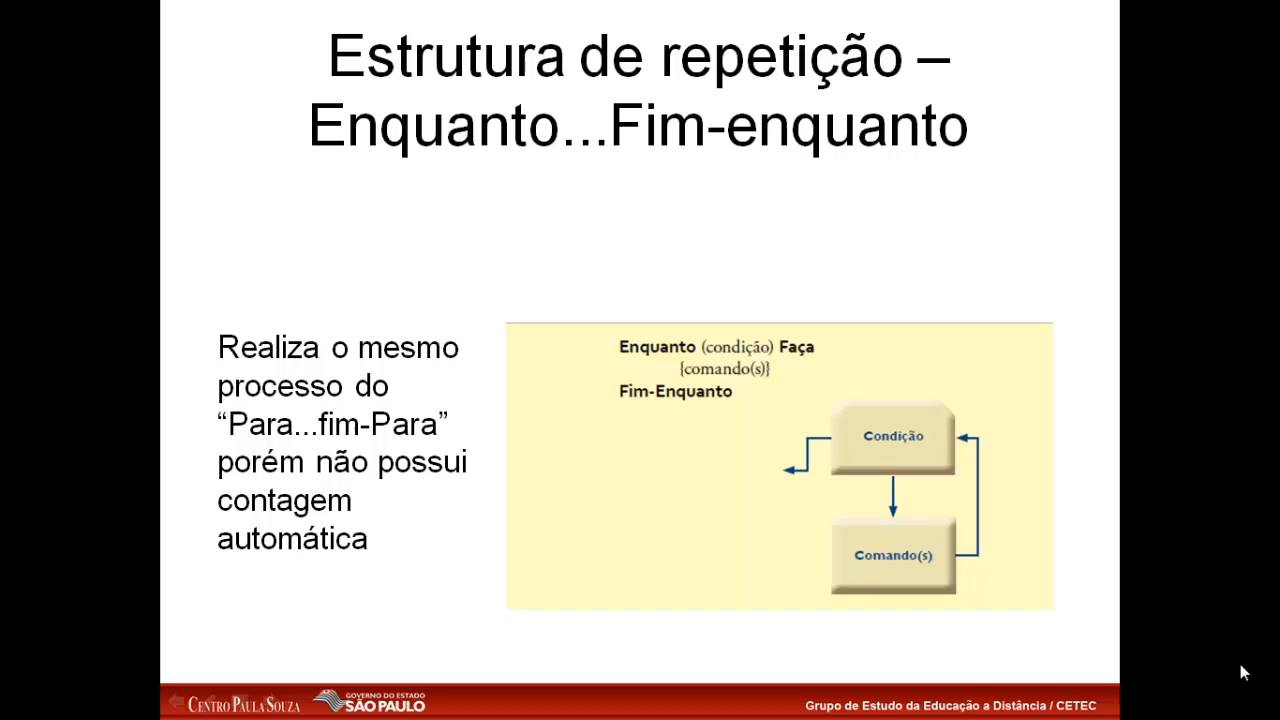 Estrutura de repetição –
Enquanto...Fim-enquanto
Realiza o mesmo
processo do
“Para...fim-Para”
porém não possui
contagem
automática
Enquanto (condição) Faça
{comando(s)}
Fim-Enquanto
Condição
Comando(s)
CENTRO PAULA SOUZA
GOVERNO DO ESTADO
SÃO PAULO
Grupo de Estudo da Educação a Distância / CETEC